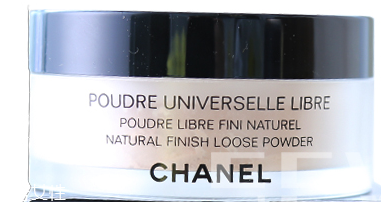 POUDRE UNIVERSELLE LIBRE
POUDRE LIBRE FINI NATUREL
NATURAL FINISH LOOSE POWDER
CHANEL